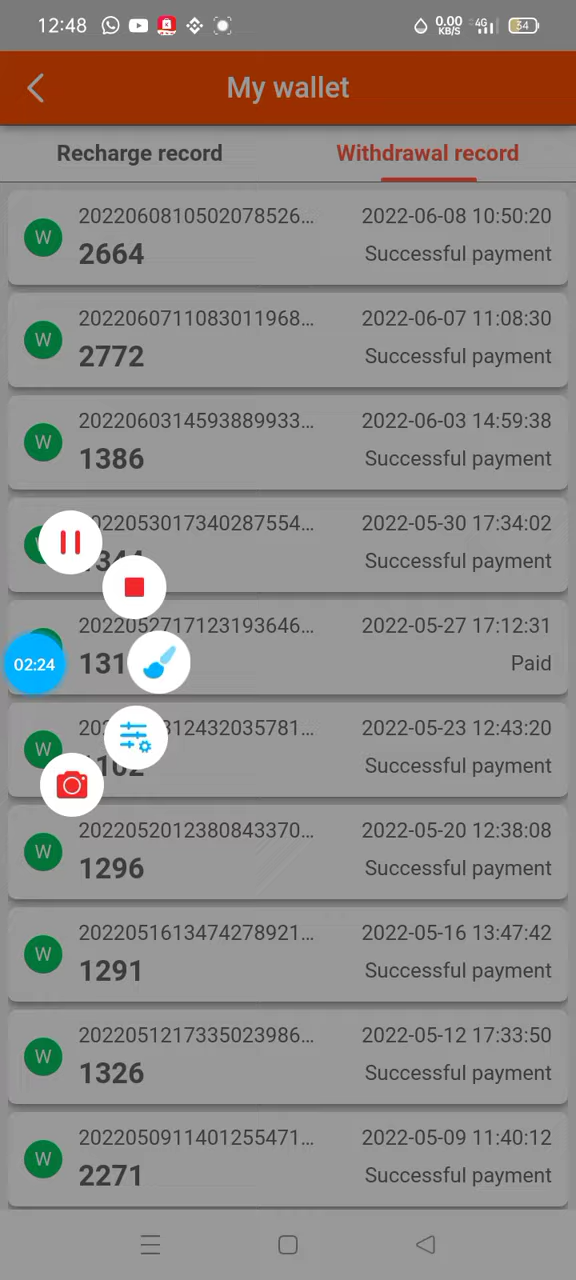 12:48 0.00 KB/S 4G 54
My wallet
Recharge record Withdrawal record
2022060810502078526... 2022-06-08 10:50:20
W 2664 Successful payment
2022060711083011968... 2022-06-07 11:08:30
W 2772 Successful payment
2022060314593889933... 2022-06-03 14:59:38
W 1386 Successful payment
022053017340287554... 2022-05-30 17:34:02
Successful payment
2022052717123193646... 2022-05-27 17:12:31
02:24 131 Paid
12432035781... 2022-05-23 12:43:20
W Successful payment
2022052012380843370... 2022-05-20 12:38:08
W 1296 Successful payment
2022051613474278921... 2022-05-16 13:47:42
W 1291 Successful payment
2022051217335023986... 2022-05-12 17:33:50
W 1326 Successful payment
2022050911401255471... 2022-05-09 11:40:12
W 2271 Successful payment